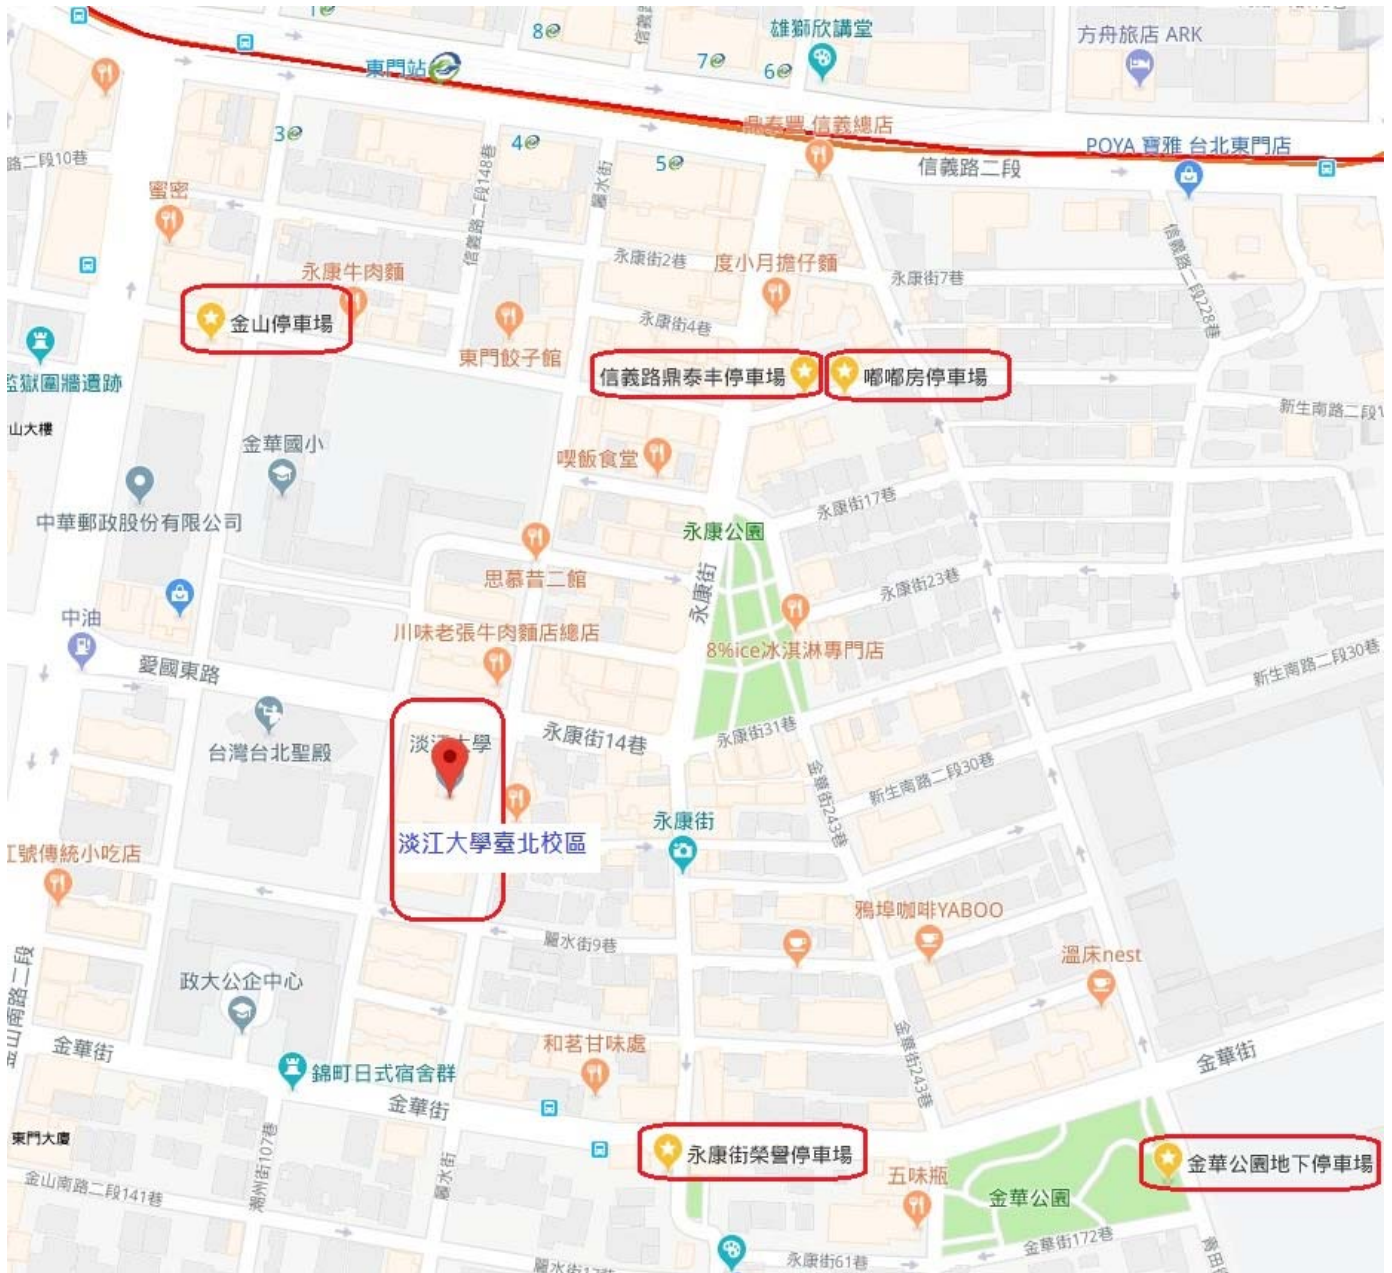 雄獅欣講堂
方舟旅店 ARK
8
7
6
東門站
鼎泰豐 信義總店
POYA 寶雅 台北東門店
3
4
5
信義路二段
路二段10巷
信義路二段148巷
麗水街
蜜密
永康街2巷
度小月擔仔麵
永康街7巷
信義路二段228巷
永康牛肉麵
金山停車場
永康街4巷
東門餃子館
監獄圍牆遺跡
信義路鼎泰丰停車場
嘟嘟房停車場
新生南路二段1
山大樓
金華國小
喫飯食堂
永康街17巷
中華郵政股份有限公司
永康公園
思慕昔二館
永康街
永康街23巷
中油
川味老張牛肉麵店總店
8%ice冰淇淋專門店
愛國東路
新生南路二段30巷
台灣台北聖殿
淡江大學
永康街14巷
永康街31巷
新生南路二段30巷
金華街243巷
永康街
淡江大學臺北校區
江號傳統小吃店
鴉埠咖啡YABOO
麗水街9巷
溫床nest
政大公企中心
金山南路二段
金華街
和茗甘味處
金華街243巷
金華街
錦町日式宿舍群
金華街
東門大廈
永康街榮譽停車場
金華公園地下停車場
潮州街107巷
麗水街
金山南路二段141巷
五味瓶
金華公園
永康街61巷
金華街172巷